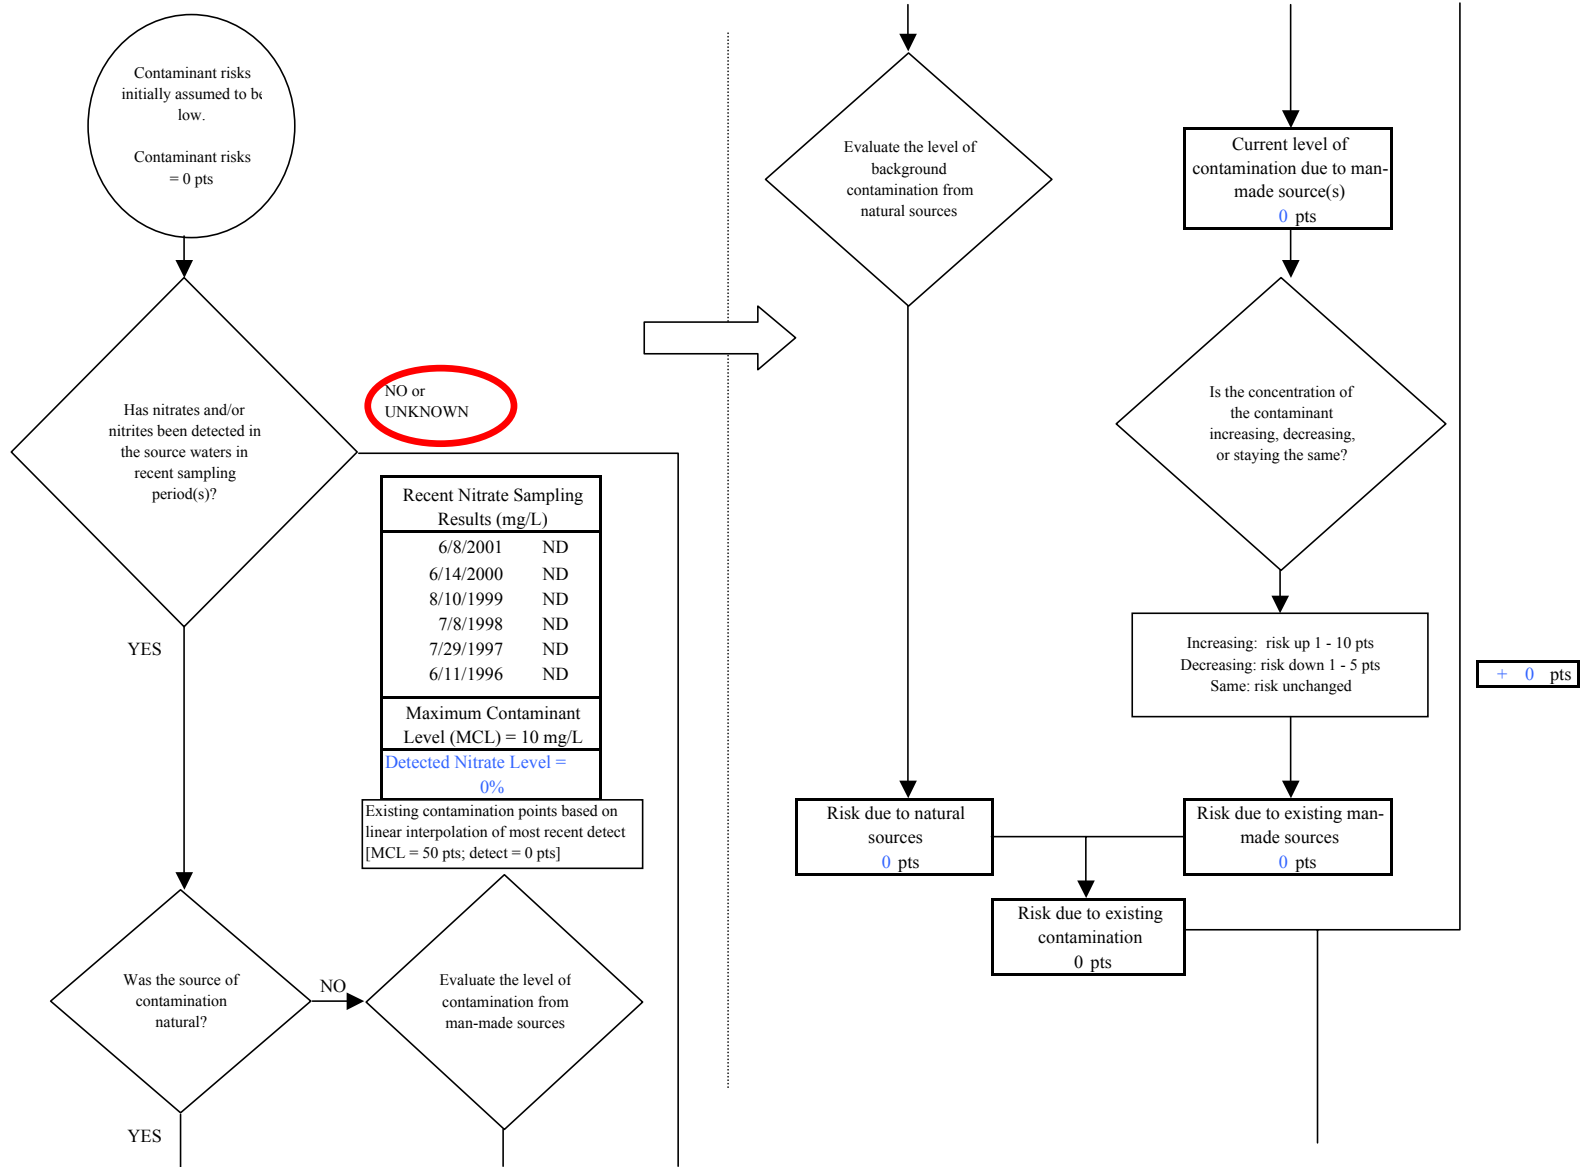 Contaminant risks
initially assumed to be
low.
Contaminant risks
= 0 pts
Has nitrates and/or
nitrites been detected in
the source waters in
recent sampling
period(s)?
NO or
UNKNOWN
YES
Recent Nitrate Sampling
Results (mg/L)
6/8/2001 ND
6/14/2000 ND
8/10/1999 ND
7/8/1998 ND
7/29/1997 ND
6/11/1996 ND
Maximum Contaminant
Level (MCL) = 10 mg/L
Detected Nitrate Level =
0%
Existing contamination points based on
linear interpolation of most recent detect
[MCL = 50 pts; detect = 0 pts]
Was the source of
contamination
natural?
NO
Evaluate the level of
contamination from
man-made sources
YES
Evaluate the level of
background
contamination from
natural sources
Current level of
contamination due to man-
made source(s)
0 pts
Is the concentration of
the contaminant
increasing, decreasing,
or staying the same?
Increasing: risk up 1 - 10 pts
Decreasing: risk down 1 - 5 pts
Same: risk unchanged
+ 0 pts
Risk due to natural
sources
0 pts
Risk due to existing man-
made sources
0 pts
Risk due to existing
contamination
0 pts